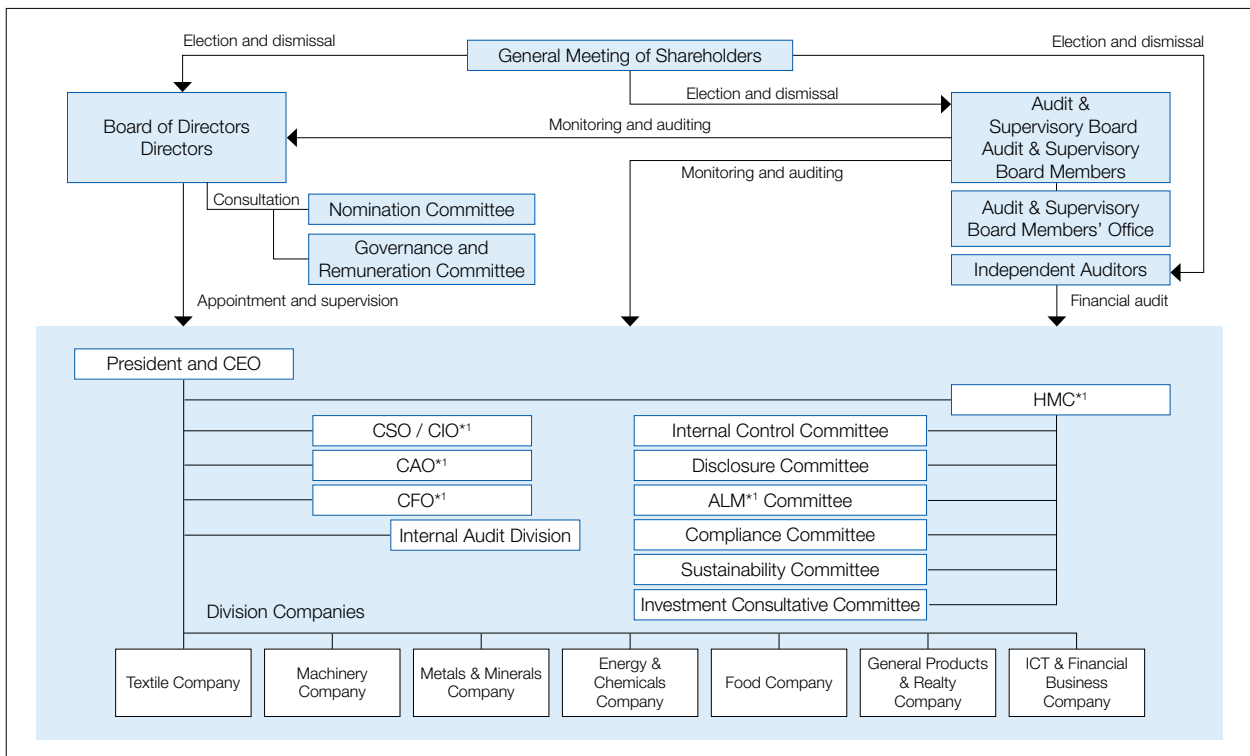 Election and dismissal
General Meeting of Shareholders
Election and dismissal
Election and dismissal
Board of Directors
Directors
Monitoring and auditing
Audit &
Supervisory Board
Audit & Supervisory
Board Members
Monitoring and auditing
Consultation
Nomination Committee
Governance and
Remuneration Committee
Audit & Supervisory
Board Members’ Office
Independent Auditors
Appointment and supervision
Financial audit
President and CEO
HMC*1
CSO / CIO*1
CAO*1
CFO*1
Internal Audit Division
Internal Control Committee
Disclosure Committee
ALM*1 Committee
Compliance Committee
Sustainability Committee
Investment Consultative Committee
Division Companies
Textile Company
Machinery
Company
Metals & Minerals
Company
Energy &
Chemicals
Company
Food Company
General Products
& Realty
Company
ICT & Financial
Business
Company